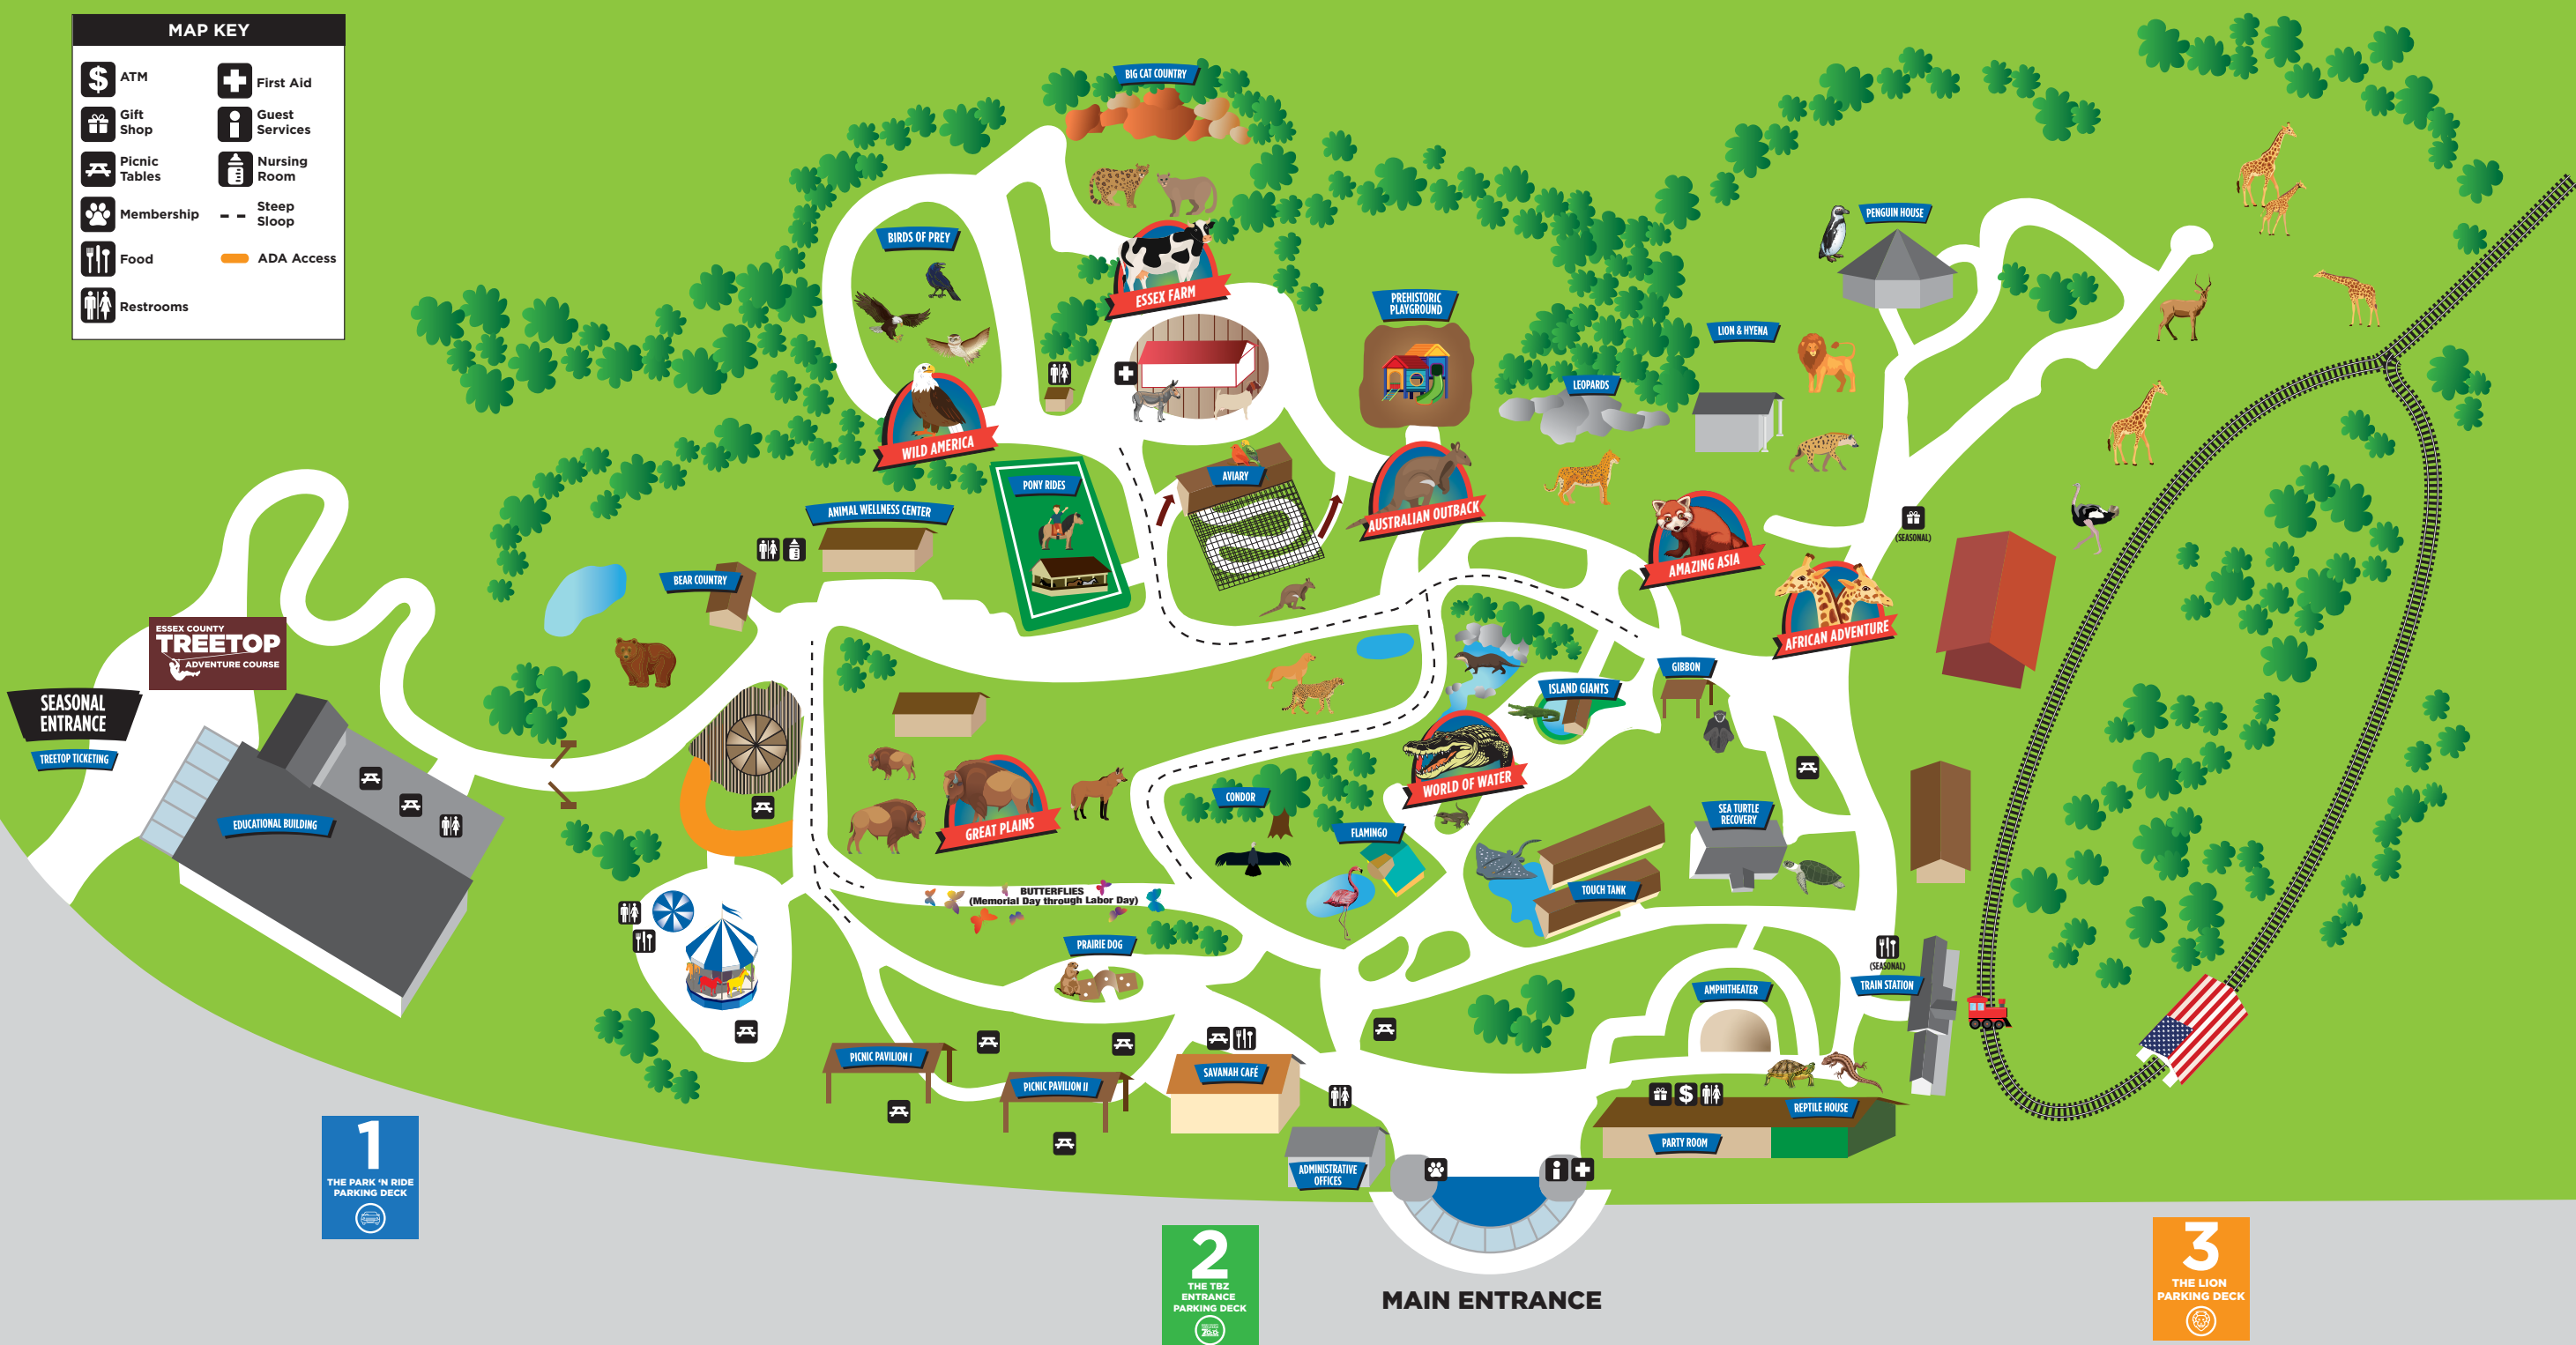 MAP KEY
$ ATM
Gift
Shop
Picnic
Tables
Membership
Food
Restrooms
First Aid
Guest
Services
Nursing
Room
Steep
Sloop
ADA Access
BIG CAT COUNTRY
BIRDS OF PREY
ESSEX FARM
PREHISTORIC
PLAYGROUND
PENGUIN HOUSE
LION & HYENA
LEOPARDS
WILD AMERICA
PONY RIDES
AVIARY
AUSTRALIAN OUTBACK
ANIMAL WELLNESS CENTER
(SEASONAL)
AMAZING ASIA
BEAR COUNTRY
AFRICAN ADVENTURE
ESSEX COUNTY
TREETOP
ADVENTURE COURSE
SEASONAL
ENTRANCE
TREETOP TICKETING
EDUCATIONAL BUILDING
GIBBON
ISLAND GIANTS
WORLD OF WATER
CONDOR
FLAMINGO
SEA TURTLE
RECOVERY
GREAT PLAINS
TOUCH TANK
BUTTERFLIES
(Memorial Day through Labor Day)
PRAIRIE DOG
(SEASONAL)
TRAIN STATION
AMPHITHEATER
PICNIC PAVILION I
PICNIC PAVILION II
SAVANAH CAFÉ
$
REPTILE HOUSE
PARTY ROOM
ADMINISTRATIVE
OFFICES
1
THE PARK ‘N RIDE
PARKING DECK
2
THE TBZ
ENTRANCE
PARKING DECK
MAIN ENTRANCE
3
THE LION
PARKING DECK